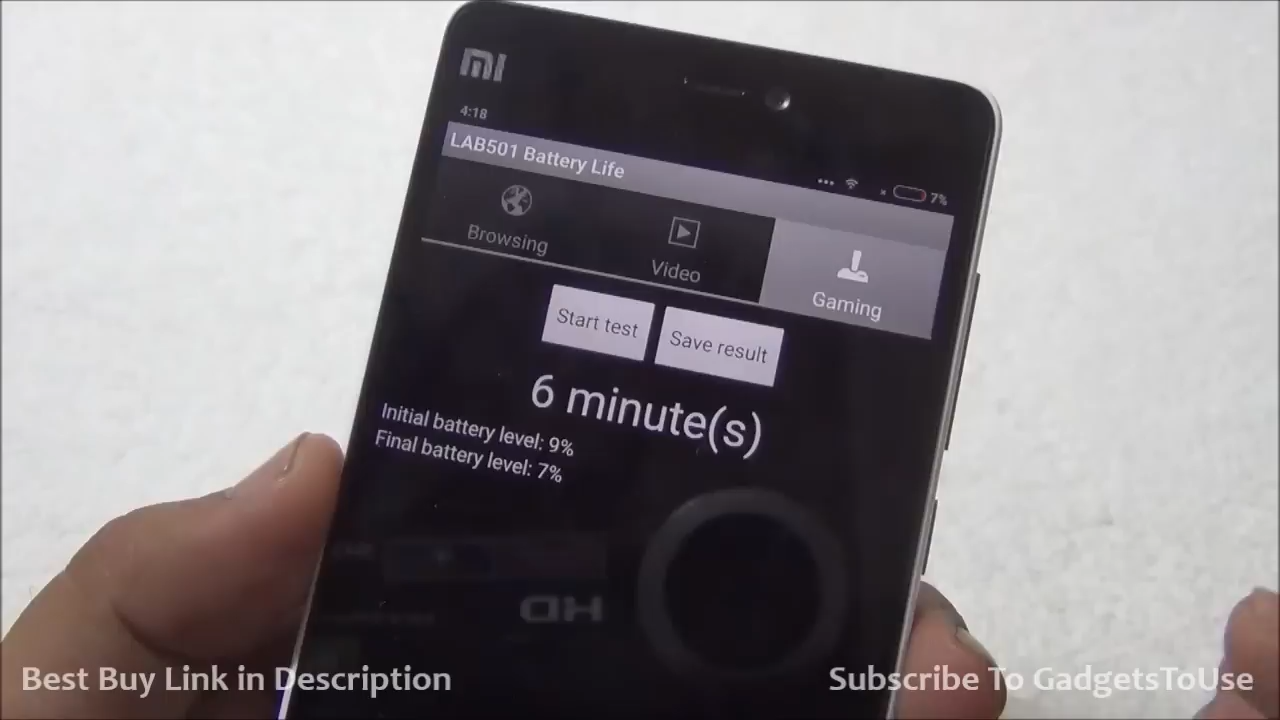 MI
4:18
7%
LAB501 Battery Life
Browsing
Video
Gaming
Start test
Save result
6 minute(s)
Initial battery level: 9%
Final battery level: 7%
HD
Best Buy Link in Description
Subscribe To GadgetsToUse